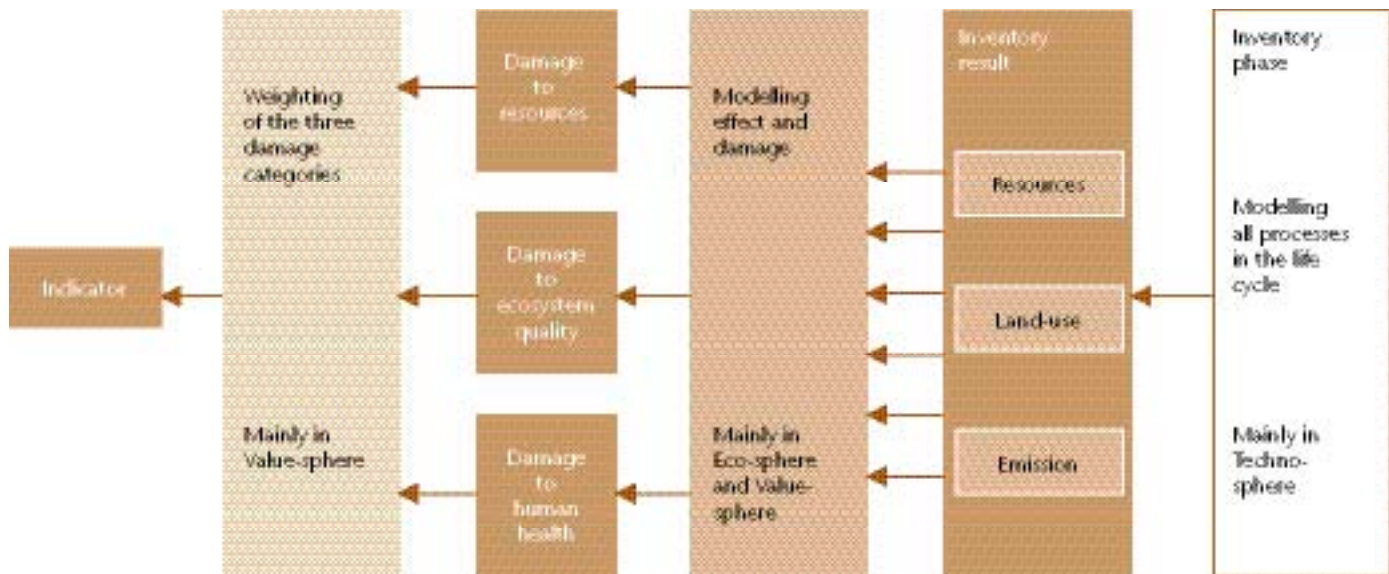 Indicator
Weighting
of the three
damage
categories
Mainly in
Value-sphere
Damage
to
resources
Damage
to
ecosystem
quality
Damage
to
human
health
Modelling
effect and
damage
Mainly in
Eco-sphere
and Value-
sphere
Inventory
result
Resources
Land-use
Emission
Inventory
phase
Modelling
all processes
in the life
cycle
Mainly in
Techno-
sphere